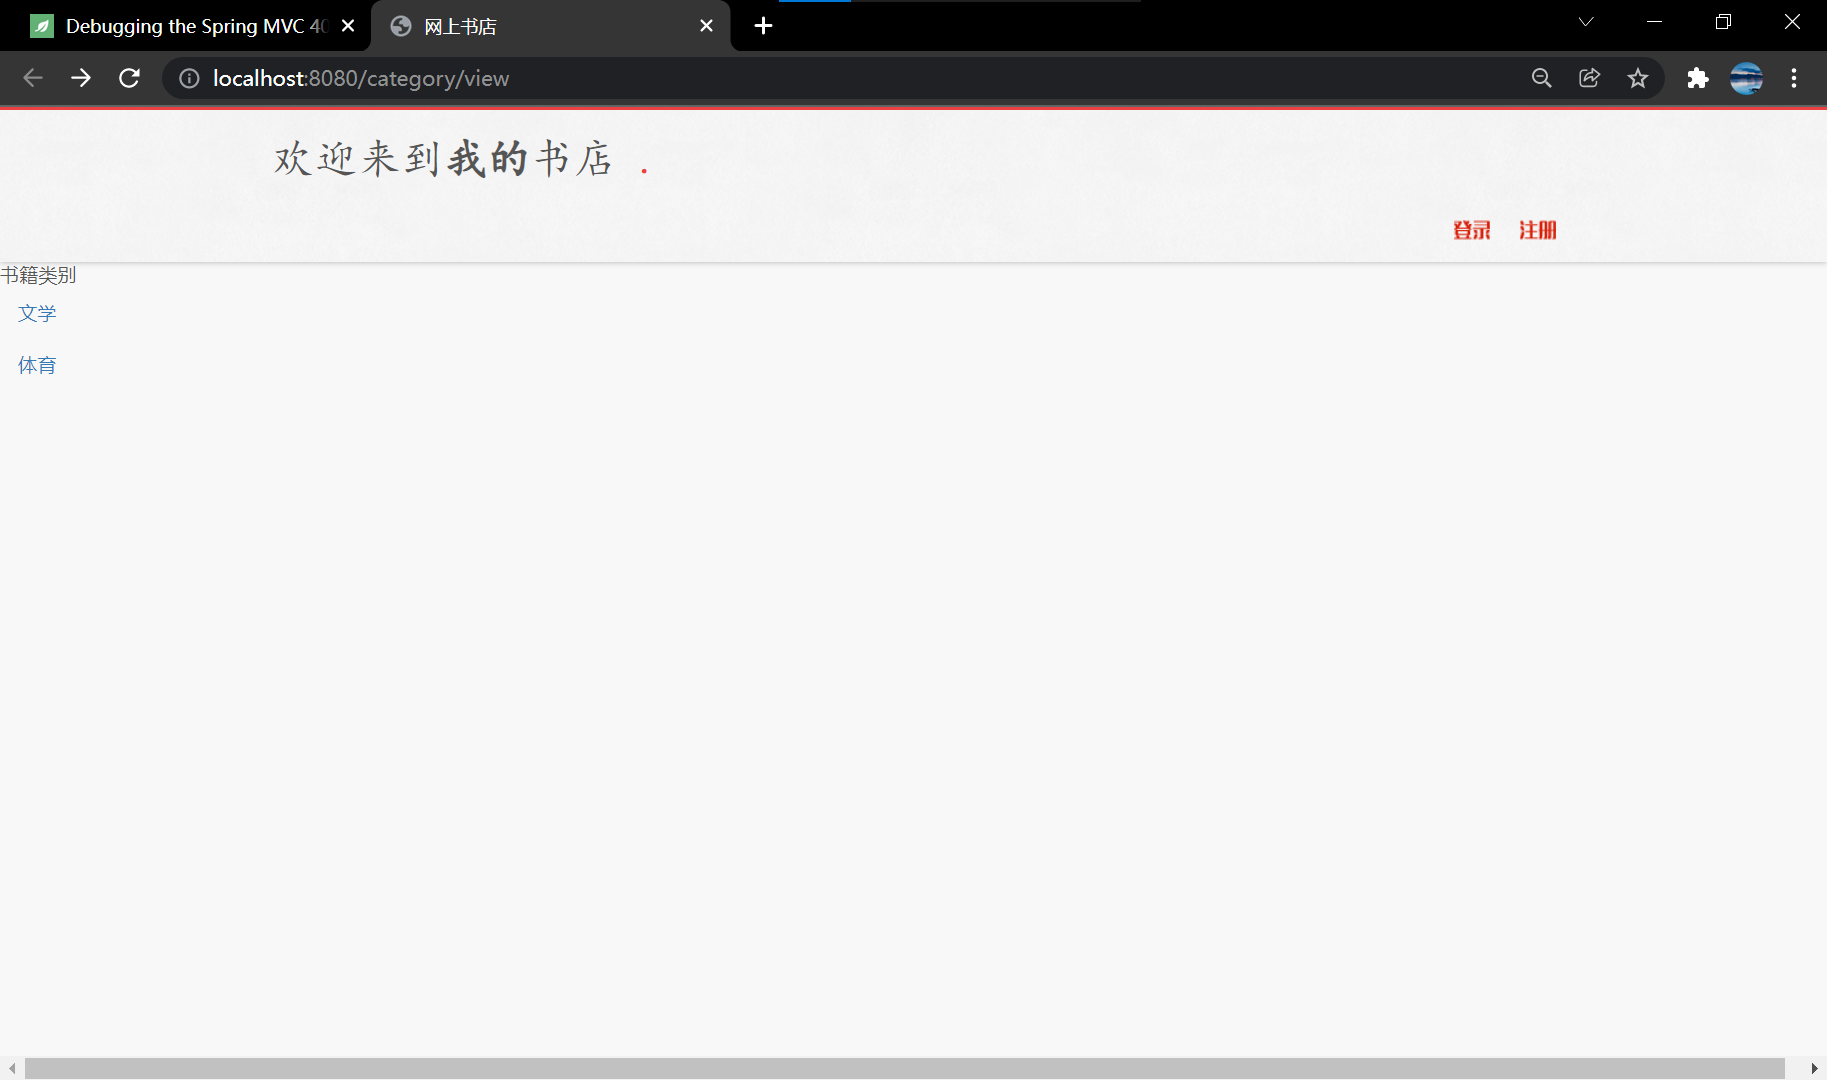 Debugging the Spring MVC 40
网上书店
localhost:8080/category/view
欢迎来到我的书店 .
登录 注册
书籍类别
文学
体育